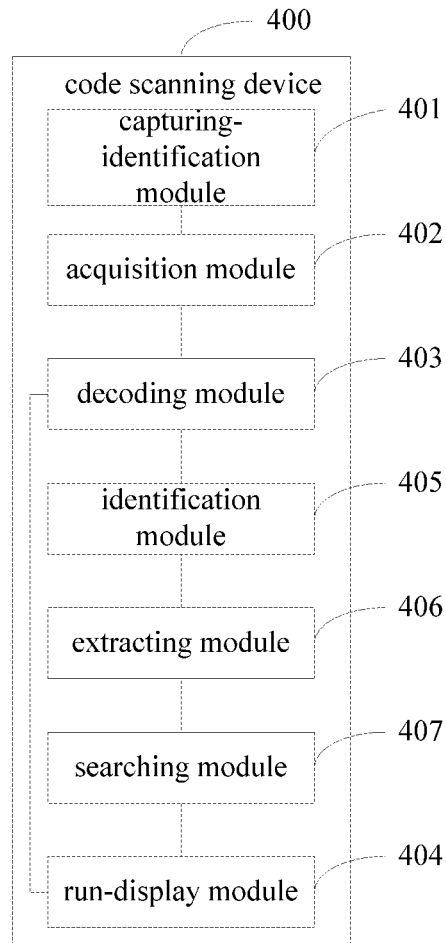 400
code scanning device
capturing-
identification
module
401
acquisition module
402
decoding module
403
identification
module
405
extracting module
406
searching module
407
run-display module
404